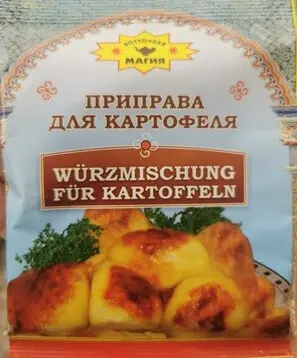 ВОСТОЧНАЯ
МАГИЯ
ПРИПРАВА
ДЛЯ КАРТОФЕЛЯ
WÜRZMISCHUNG
FÜR KARTOFFELN